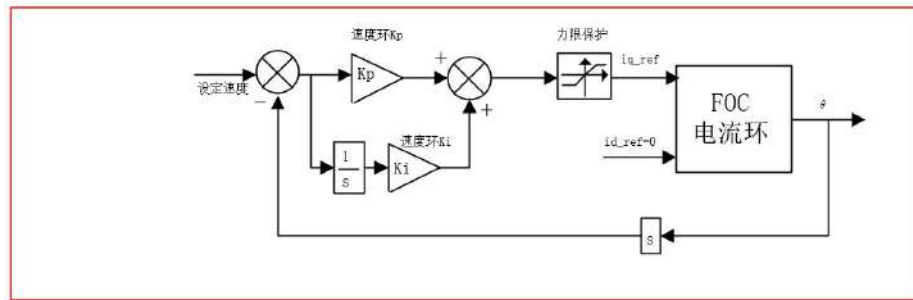 速度环Kp
力限保护
设定速度
Kp
+
iq_ref
−
+
FOC
电流环
θ
速度环Ki
id_ref=0
1
s
Ki
s